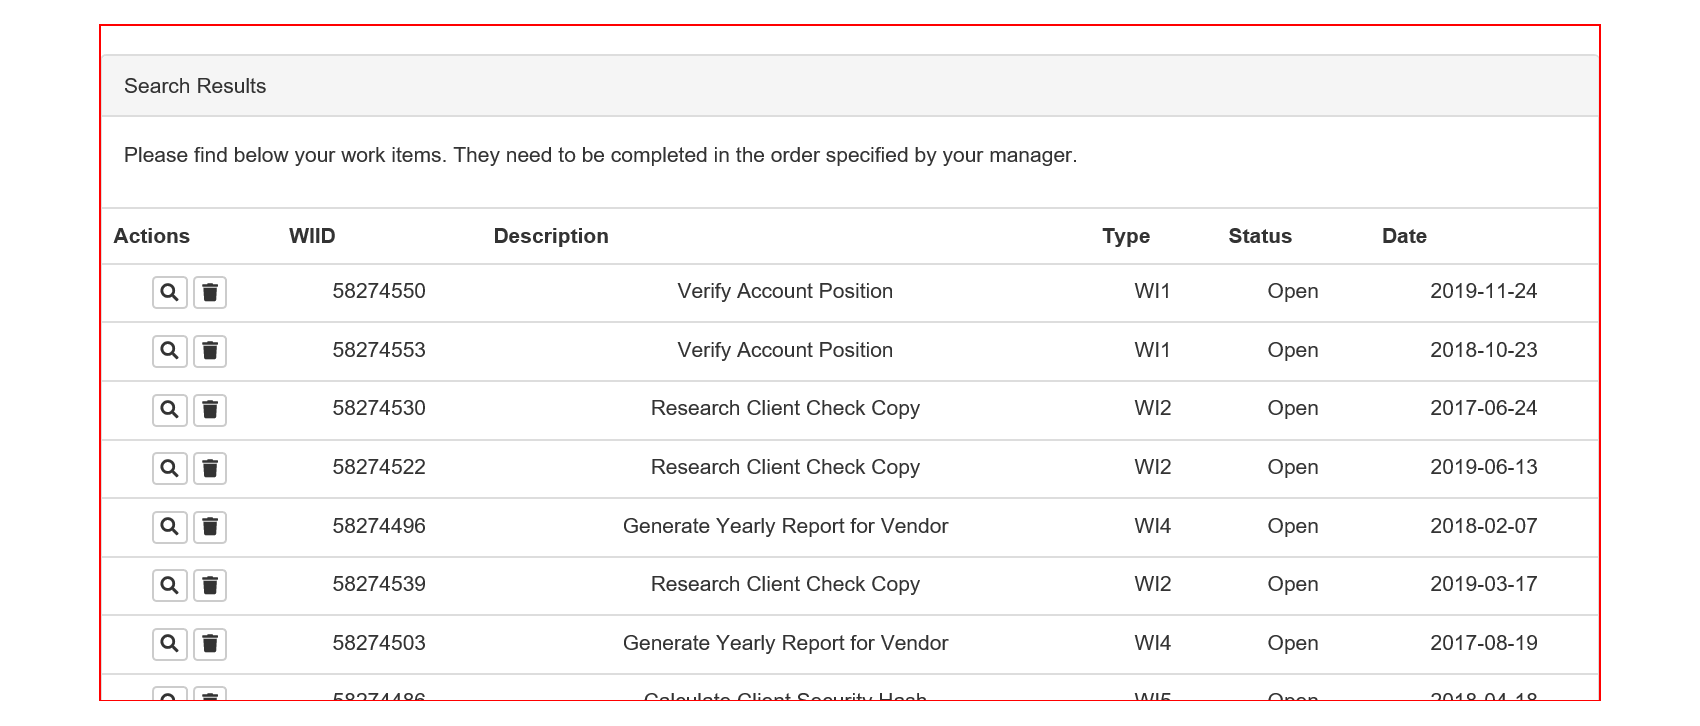 Search Results
Please find below your work items. They need to be completed in the order specified by your manager.
Actions WIID Description Type Status Date
58274550 Verify Account Position WI1 Open 2019-11-24
58274553 Verify Account Position WI1 Open 2018-10-23
58274530 Research Client Check Copy WI2 Open 2017-06-24
58274522 Research Client Check Copy WI2 Open 2019-06-13
58274496 Generate Yearly Report for Vendor WI4 Open 2018-02-07
58274539 Research Client Check Copy WI2 Open 2019-03-17
58274503 Generate Yearly Report for Vendor WI4 Open 2017-08-19
58274486 Calculate Client Security Hash WI5 Open 2018-04-18